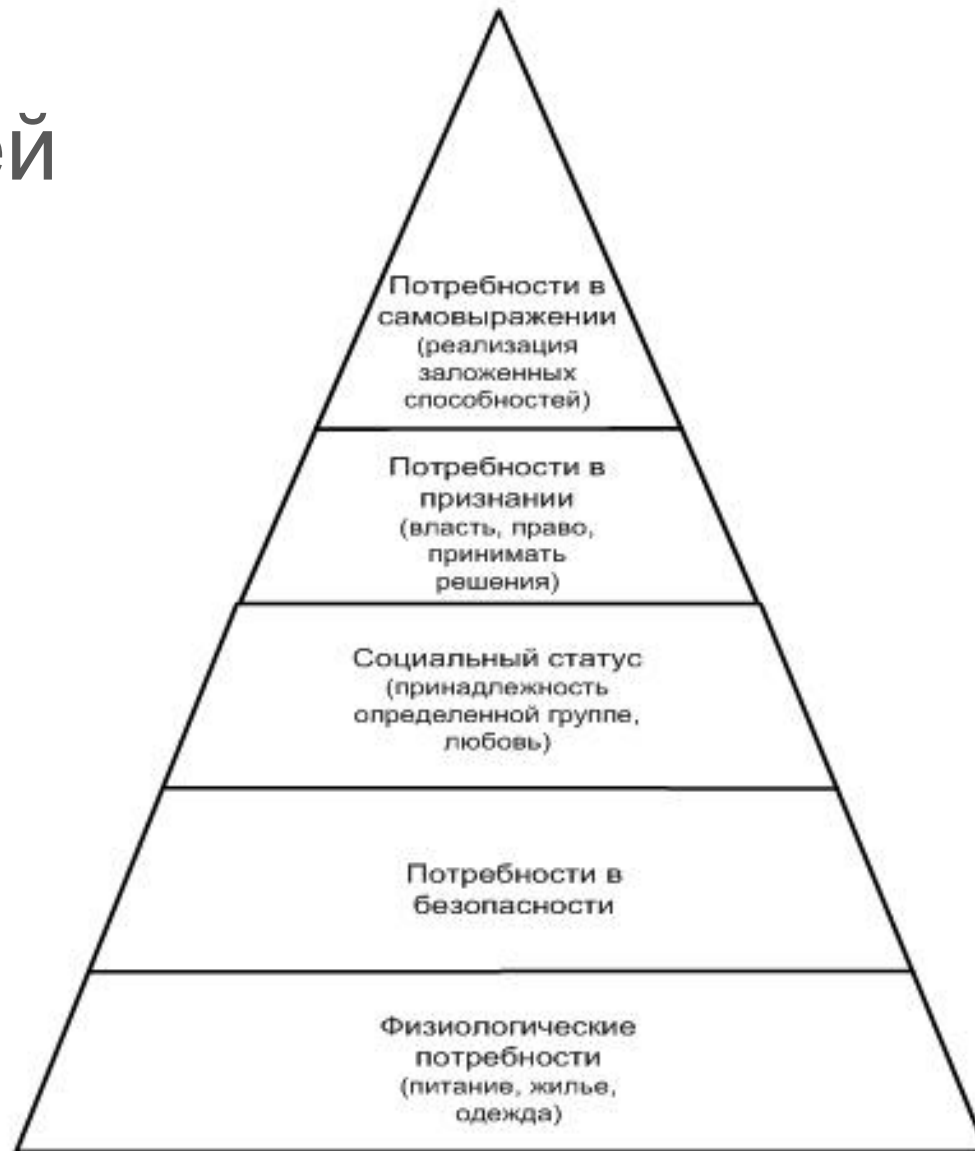 ей
Потребности в
самовыражении
(реализация
заложенных
способностей)
Потребности в
признании
(власть, право,
принимать
решения)
Социальный статус
(принадлежность
определенной группе,
любовь)
Потребности в
безопасности
Физиологические
потребности
(питание, жилье,
одежда)